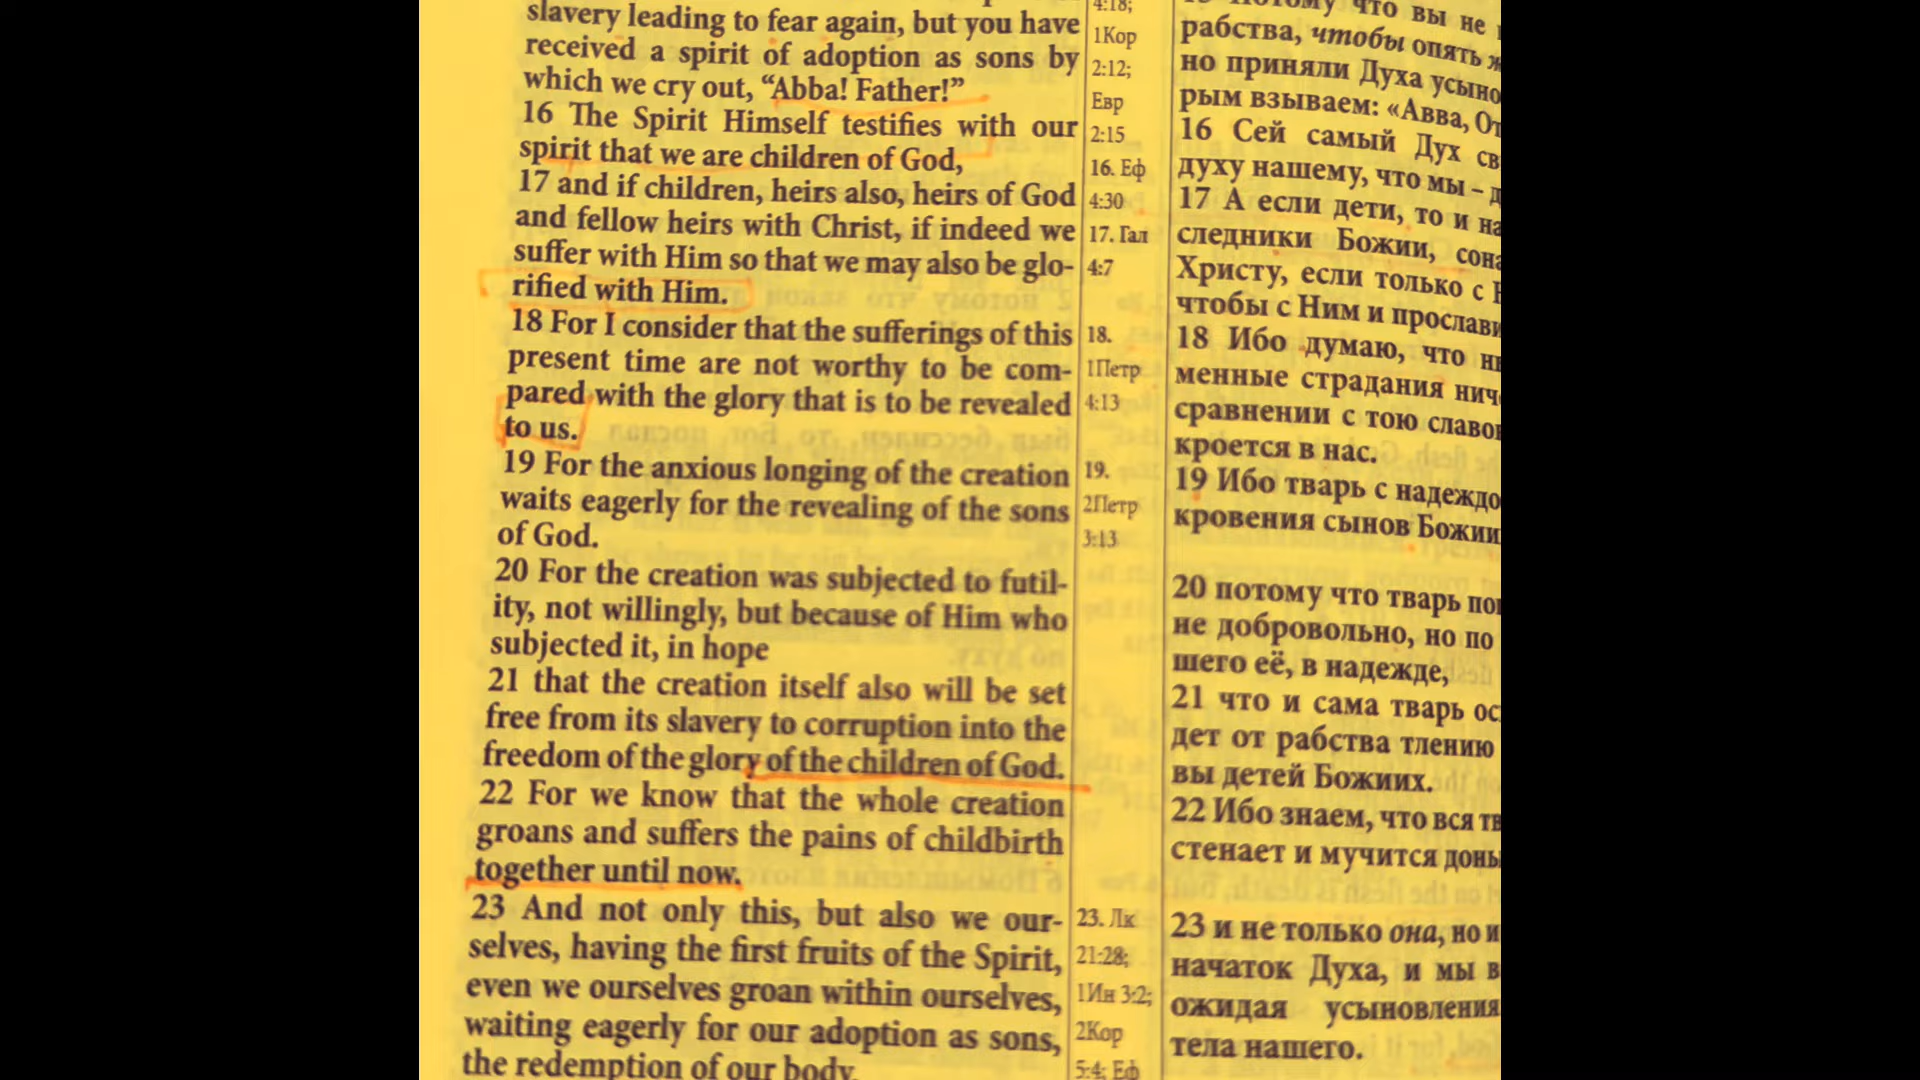 slavery leading to fear again, but you have
received a spirit of adoption as sons by
which we cry out, “Abba! Father!”
16 The Spirit Himself testifies with our
spirit that we are children of God,
17 and if children, heirs also, heirs of God
and fellow heirs with Christ, if indeed we
suffer with Him so that we may also be glo-
rified with Him.
18 For I consider that the sufferings of this
present time are not worthy to be com-
pared with the glory that is to be revealed
to us.
19 For the anxious longing of the creation
waits eagerly for the revealing of the sons
of God.
20 For the creation was subjected to futil-
ity, not willingly, but because of Him who
subjected it, in hope
21 that the creation itself also will be set
free from its slavery to corruption into the
freedom of the glory of the children of God.
22 For we know that the whole creation
groans and suffers the pains of childbirth
together until now.
23 And not only this, but also we our-
selves, having the first fruits of the Spirit,
even we ourselves groan within ourselves,
waiting eagerly for our adoption as sons,
the redemption of our body.
4:18;
1Кор
2:12;
Евр
2:15
16. Еф
4:30
17. Гал
4:7
18.
1Петр
4:13
19.
2Петр
3:13
23. Лк
21:28;
1Ин 3:2;
2Кор
5:4; Еф
что вы не
рабства, чтобы опять
но приняли Духа
рым взываем: «Авва,
16 Сей самый Дух
духу нашему, что мы –
17 А если дети, то и
следники Божии,
Христу, если только с
чтобы с Ним и
18 Ибо думаю, что
менные страдания
сравнении с тою
кроется в нас.
19 Ибо тварь с
кровения сынов
20 потому что тварь
не добровольно, но по
шего её, в надежде,
21 что и сама тварь
дет от рабства тлению
вы детей Божиих.
22 Ибо знаем, что вся
стенает и мучится
23 и не только она, но
начаток Духа, и мы
ожидая усыновления
тела нашего.